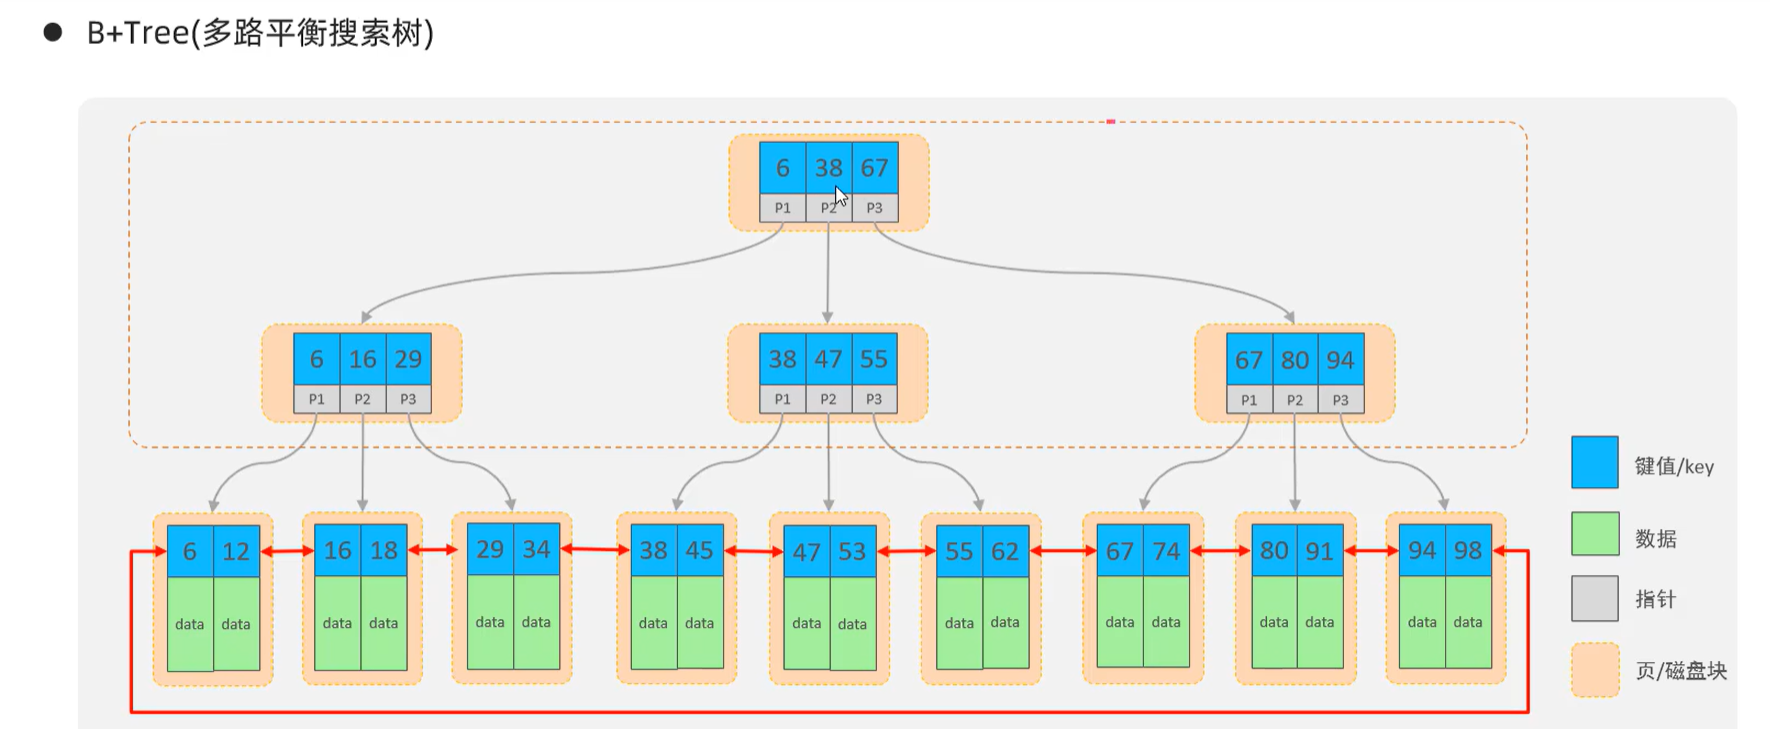 ● B+Tree(多路平衡搜索树)
6 38 67
P1 P2 P3
6 16 29
P1 P2 P3
38 47 55
P1 P2 P3
67 80 94
P1 P2 P3
6 12
data data
16 18
data data
29 34
data data
38 45
data data
47 53
data data
55 62
data data
67 74
data data
80 91
data data
94 98
data data
键值/key
数据
指针
页/磁盘块